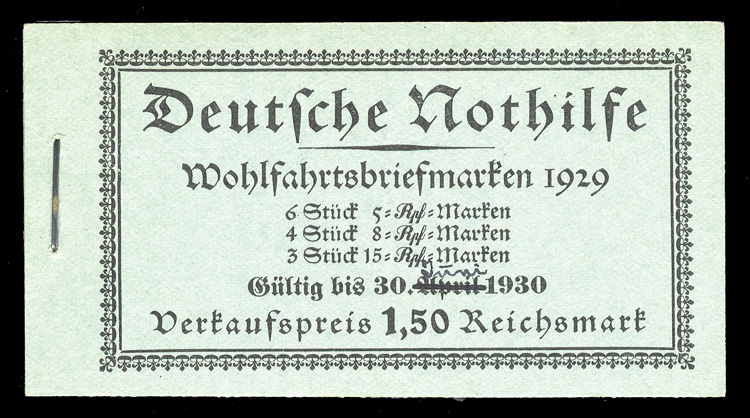 Deutsche Nothilfe
Wohlfahrtsbriefmarken 1929
6 Stück 5=Rpf=Marken
4 Stück 8=Rpf=Marken
3 Stück 15=Rpf=Marken
Juni
Gültig bis 30. April 1930
Verkaufspreis 1,50 Reichsmark